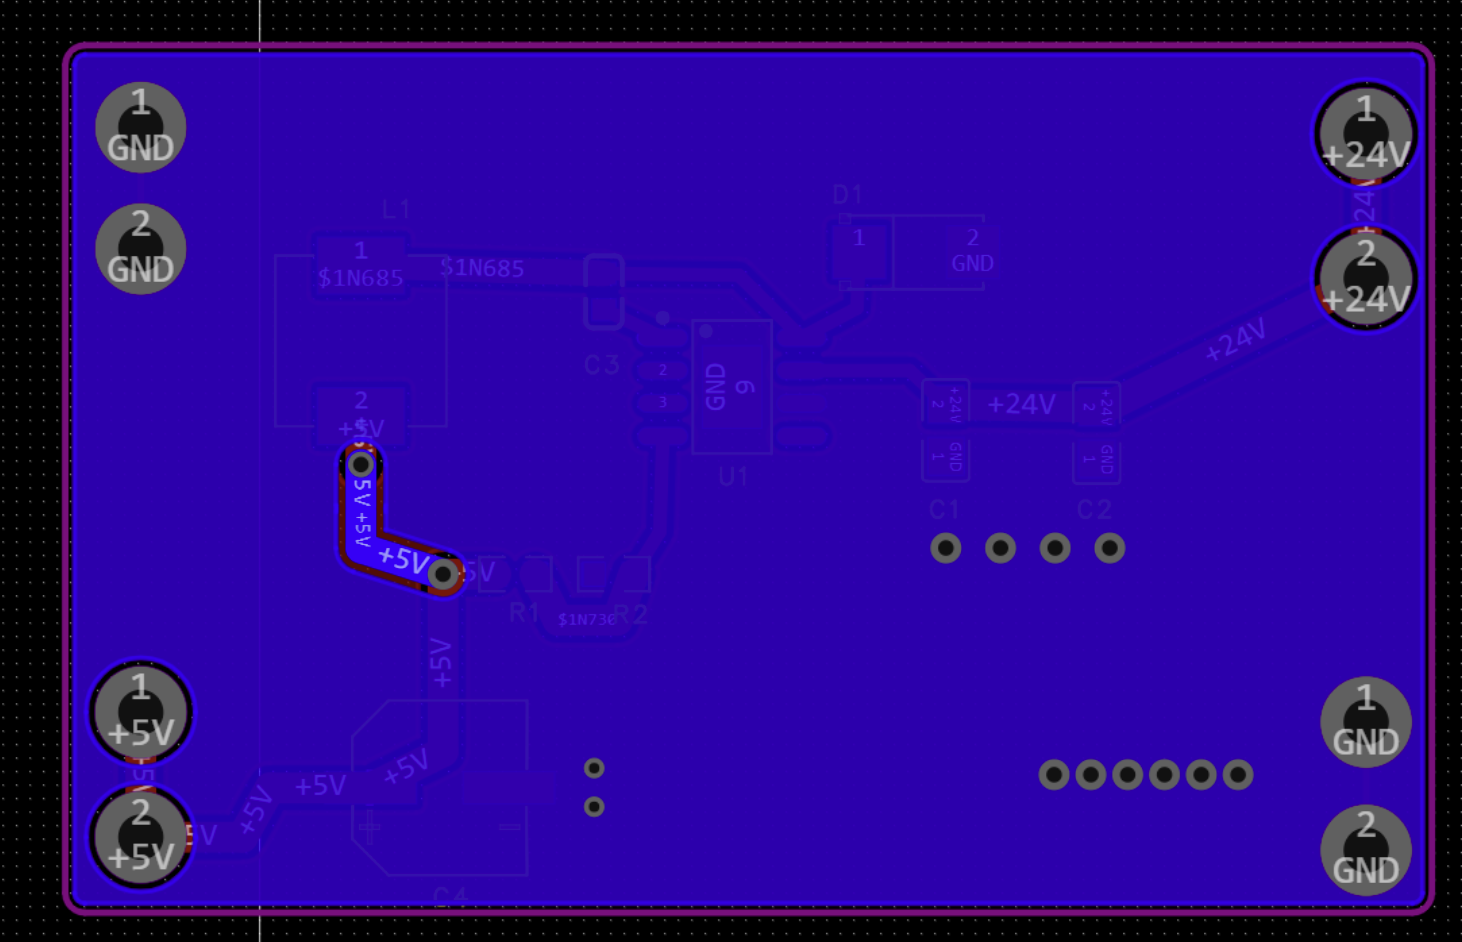 1
GND
2
GND
1
+24V
+24V
2
+24V
L1
1
$1N685
$1N685
D1
1
2
GND
C3
2
3
GND
9
U1
+24V
+24V
2
+24V
2
+24V
1
GND
1
GND
C1
C2
2
+5V
5V +5V
+5V
5V
R1
R2
$1N730
+5V
1
+5V
2
+5V
5V
+5V
+5V
+5V
C4
1
GND
2
GND